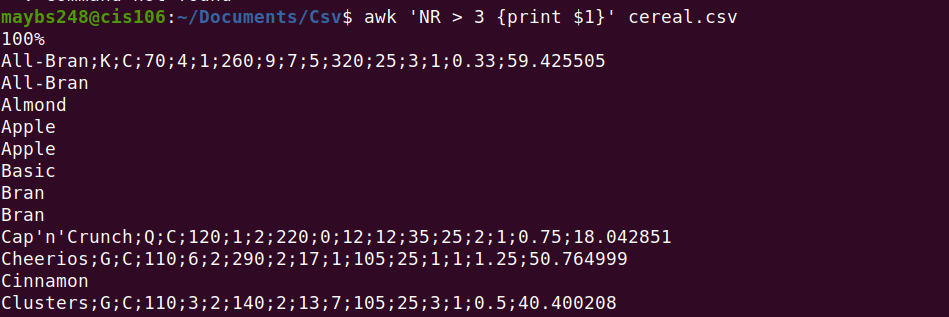 maybs248@cis106:~/Documents/Csv$ awk 'NR > 3 {print $1}' cereal.csv
100%
All-Bran;K;C;70;4;1;260;9;7;5;320;25;3;1;0.33;59.425505
All-Bran
Almond
Apple
Apple
Basic
Bran
Bran
Cap'n'Crunch;Q;C;120;1;2;220;0;12;12;35;25;2;1;0.75;18.042851
Cheerios;G;C;110;6;2;290;2;17;1;105;25;1;1;1.25;50.764999
Cinnamon
Clusters;G;C;110;3;2;140;2;13;7;105;25;3;1;0.5;40.400208